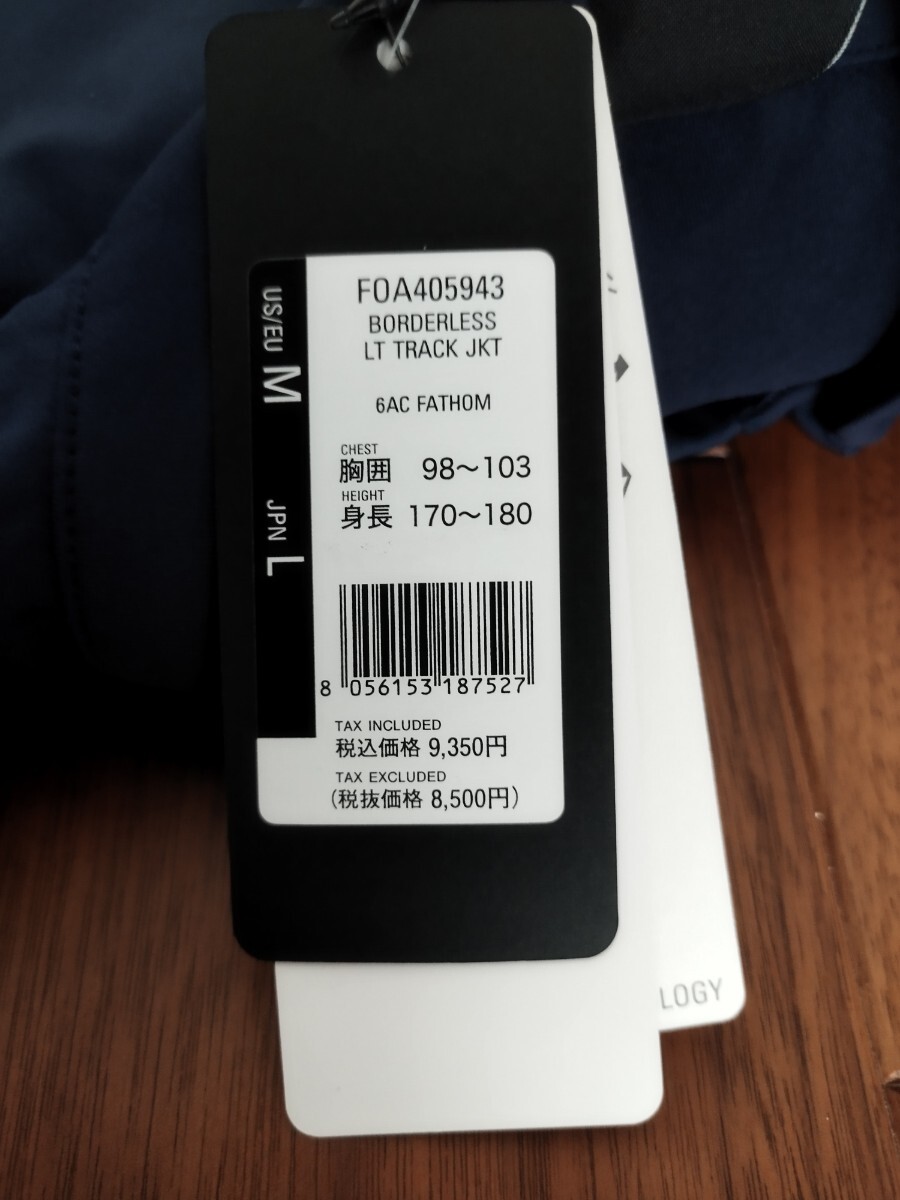 US/EU M
JPN L
FOA405943
BORDERLESS
LT TRACK JKT
6AC FATHOM
CHEST
胸囲 98〜103
HEIGHT
身長 170〜180
8 056153 187527
TAX INCLUDED
税込価格 9,350円
TAX EXCLUDED
(税抜価格 8,500円)
LOGY